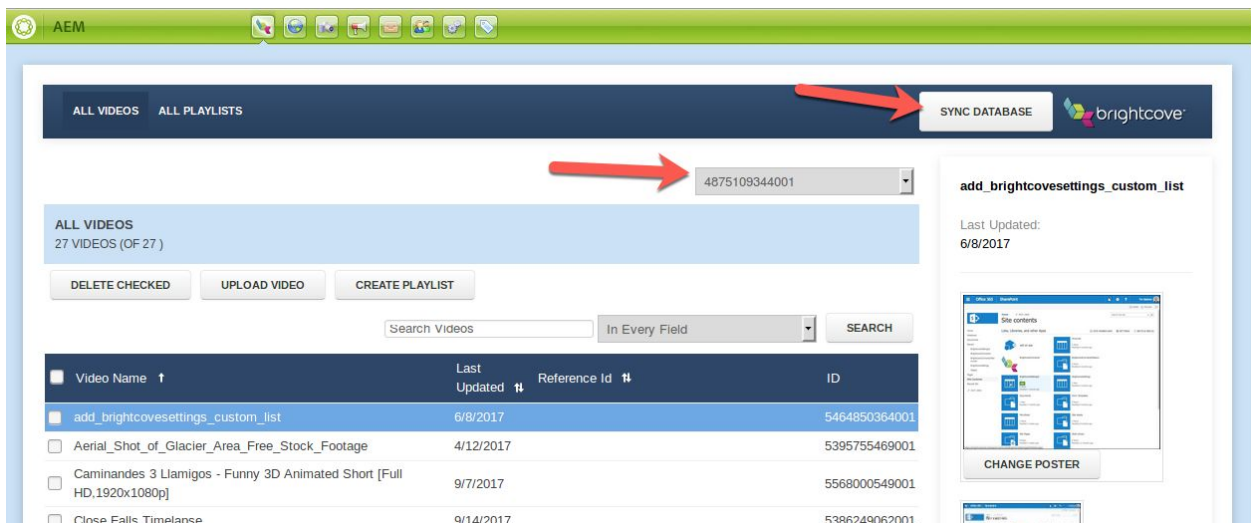 AEM
ALL VIDEOS ALL PLAYLISTS
SYNC DATABASE
brightcove
4875109344001
add_brightcovesettings_custom_list
ALL VIDEOS
27 VIDEOS (OF 27 )
Last Updated:
6/8/2017
DELETE CHECKED UPLOAD VIDEO CREATE PLAYLIST
Search Videos In Every Field SEARCH
Office 365 SharePoint
Site contents
Video Name Last Updated Reference Id ID
add_brightcovesettings_custom_list 6/8/2017 5464850364001
Aerial_Shot_of_Glacier_Area_Free_Stock_Footage 4/12/2017 5395755469001
CHANGE POSTER
Caminandes 3 Llamigos - Funny 3D Animated Short [Full
HD,1920x1080p] 9/7/2017 5568000549001
Close Falls Timelapse 9/14/2017 5386249062001